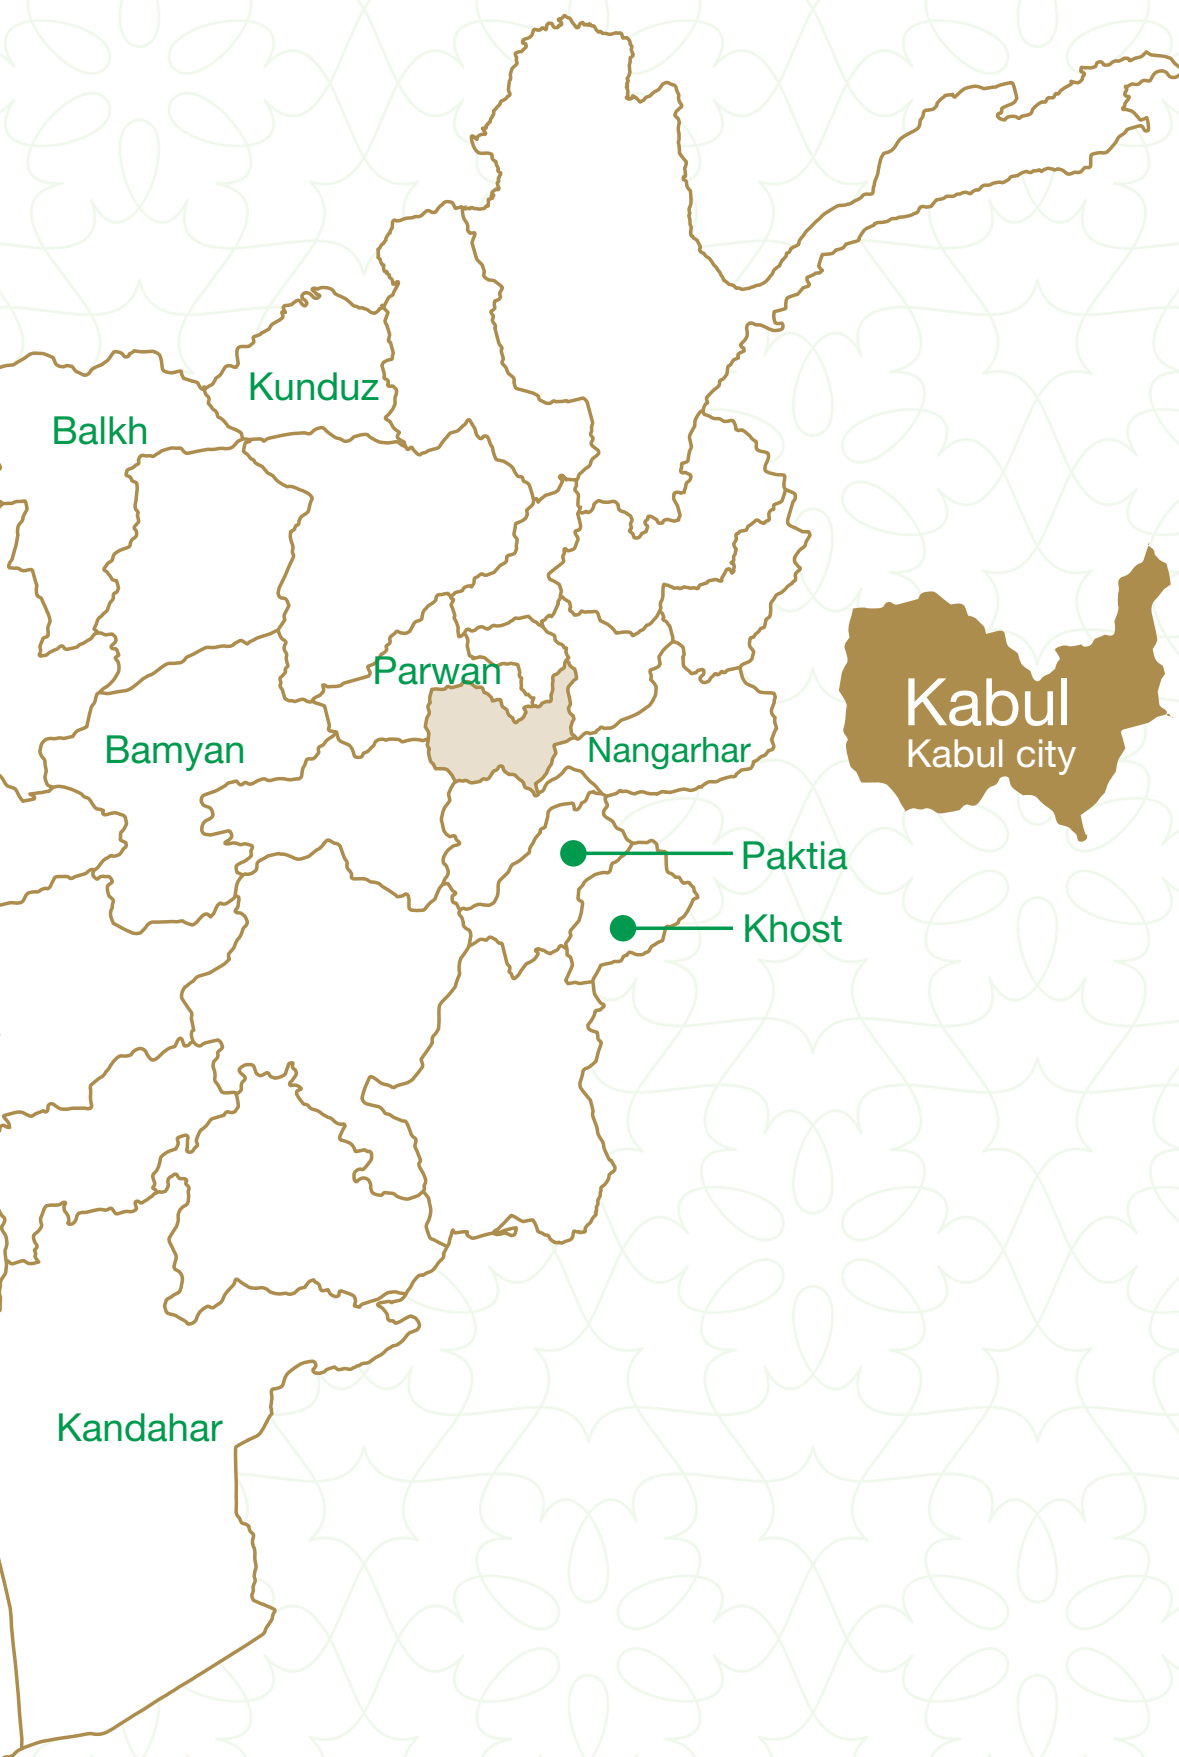 Kunduz
Balkh
Parwan
Kabul
Kabul city
Bamyan
Nangarhar
Paktia
Khost
Kandahar